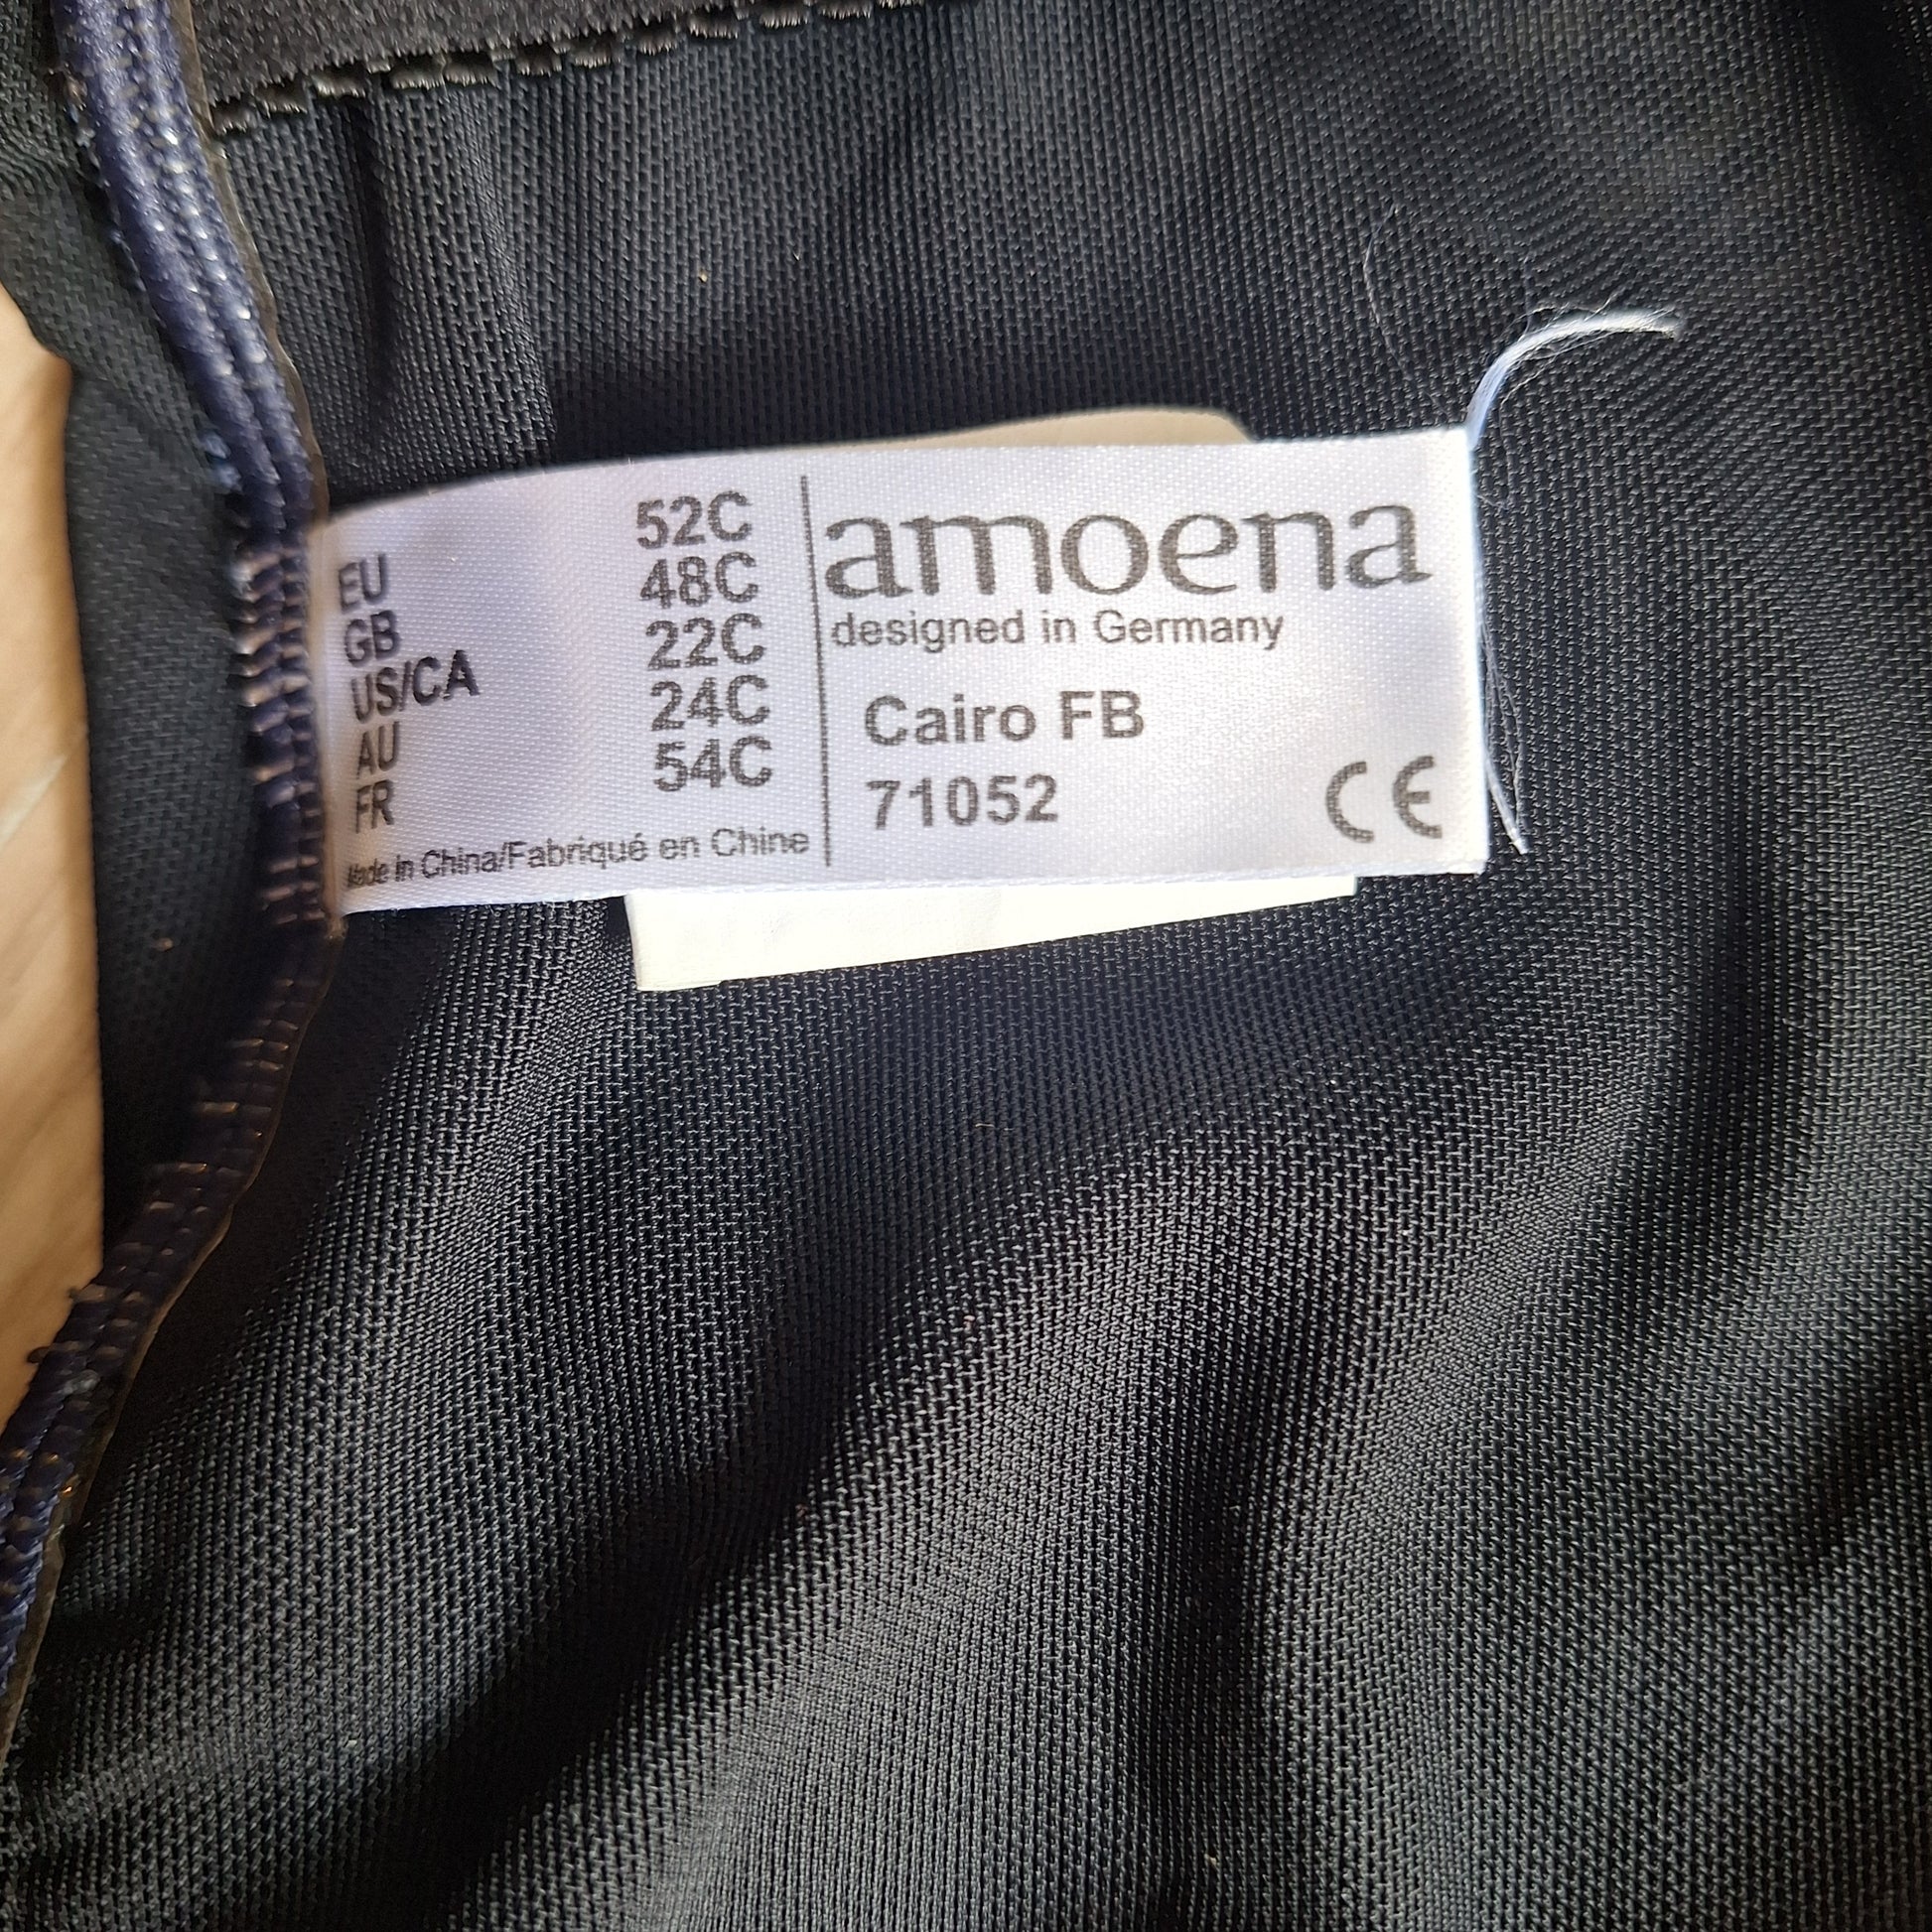 EU 52C
GB 48C
US/CA 22C
AU 24C
FR 54C
Made in China/Fabriqué en Chine
amoena
designed in Germany
Cairo FB
71052
CE